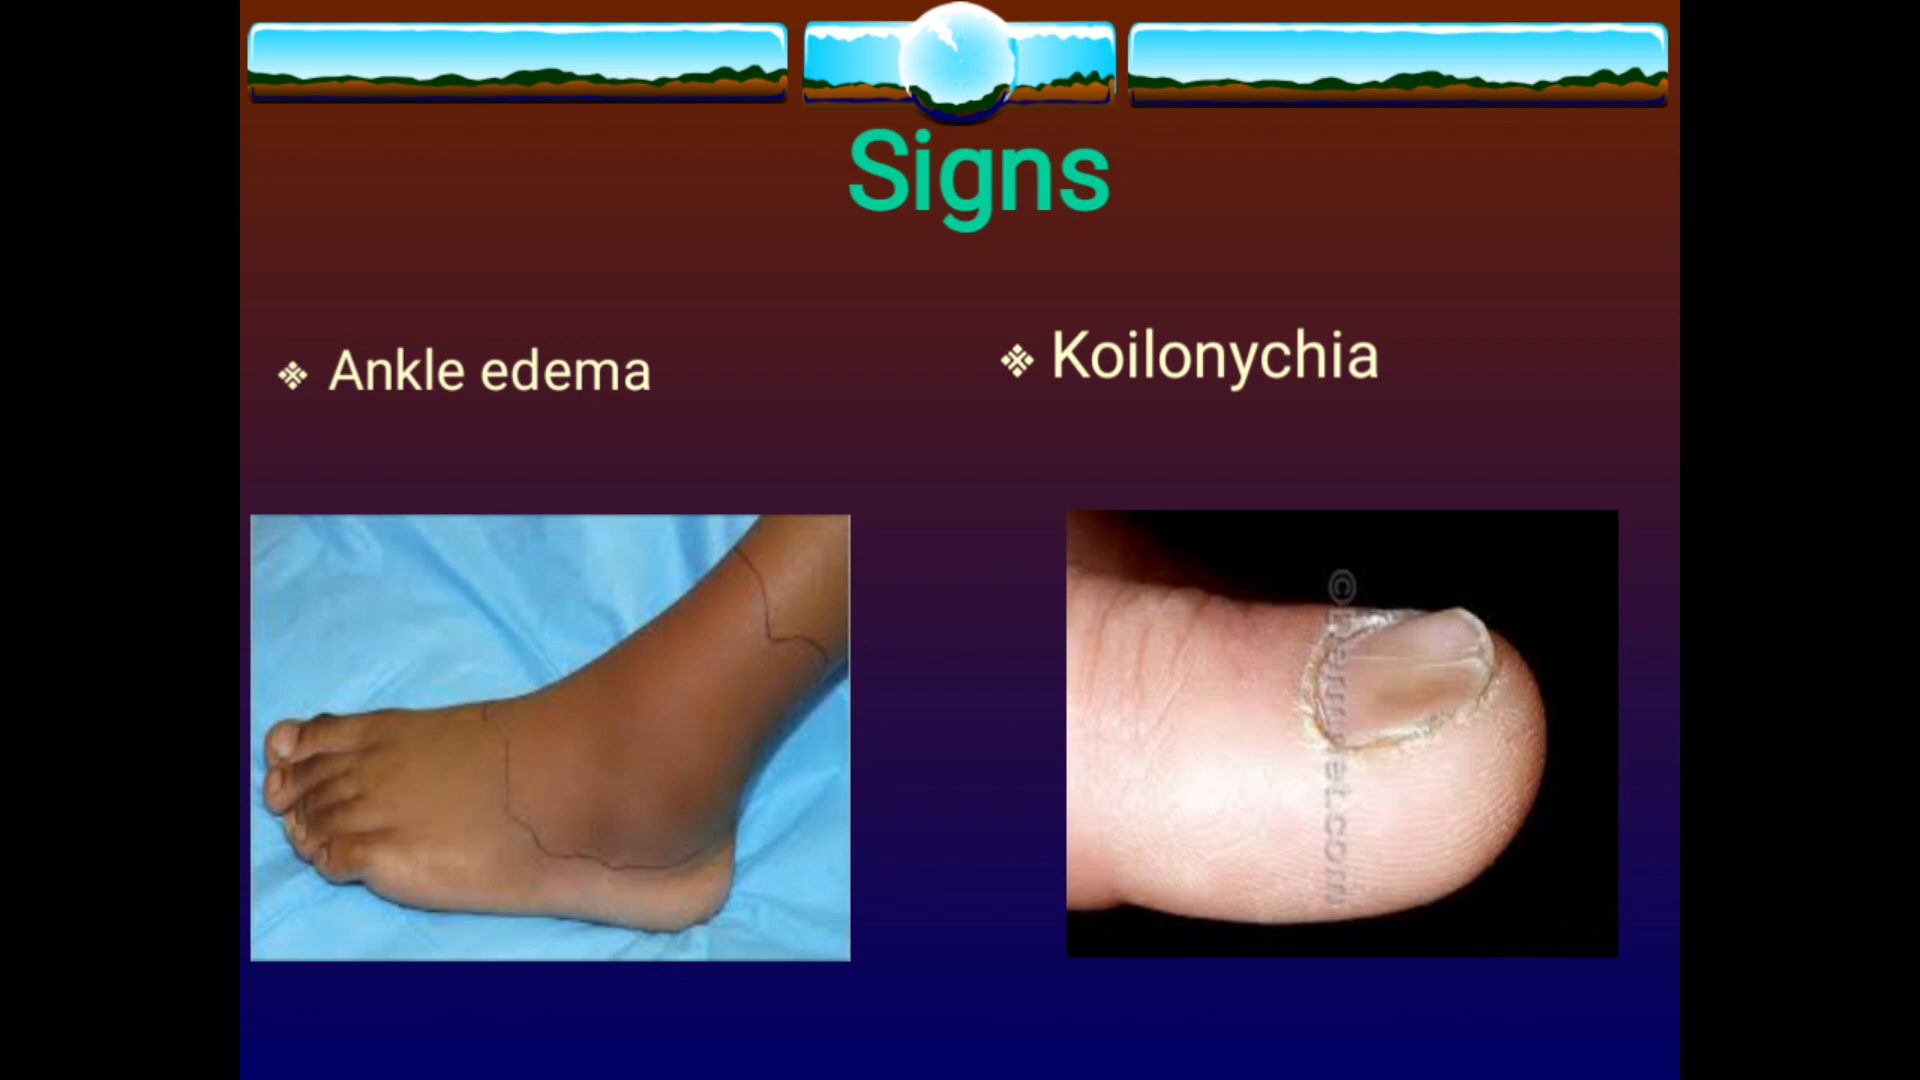 Signs
❖ Ankle edema
❖ Koilonychia